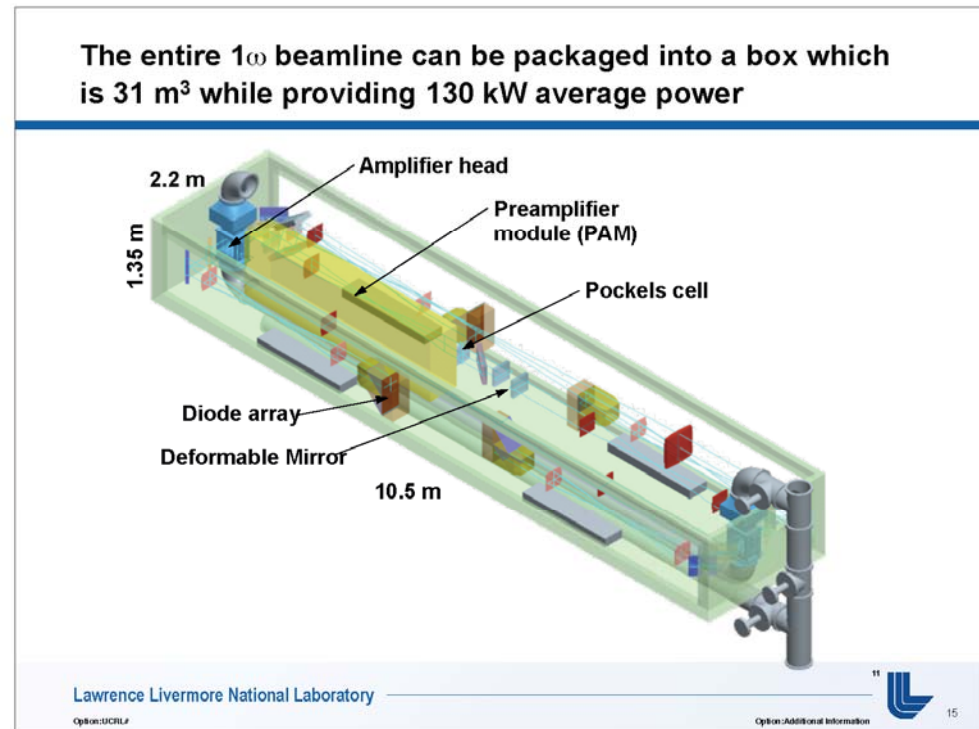 The entire 1ω beamline can be packaged into a box which
is 31 m³ while providing 130 kW average power
2.2 m
Amplifier head
Preamplifier
module (PAM)
1.35 m
Pockels cell
Diode array
Deformable Mirror
10.5 m
11
Lawrence Livermore National Laboratory
15
Option:UCRL#
Option:Additional Information